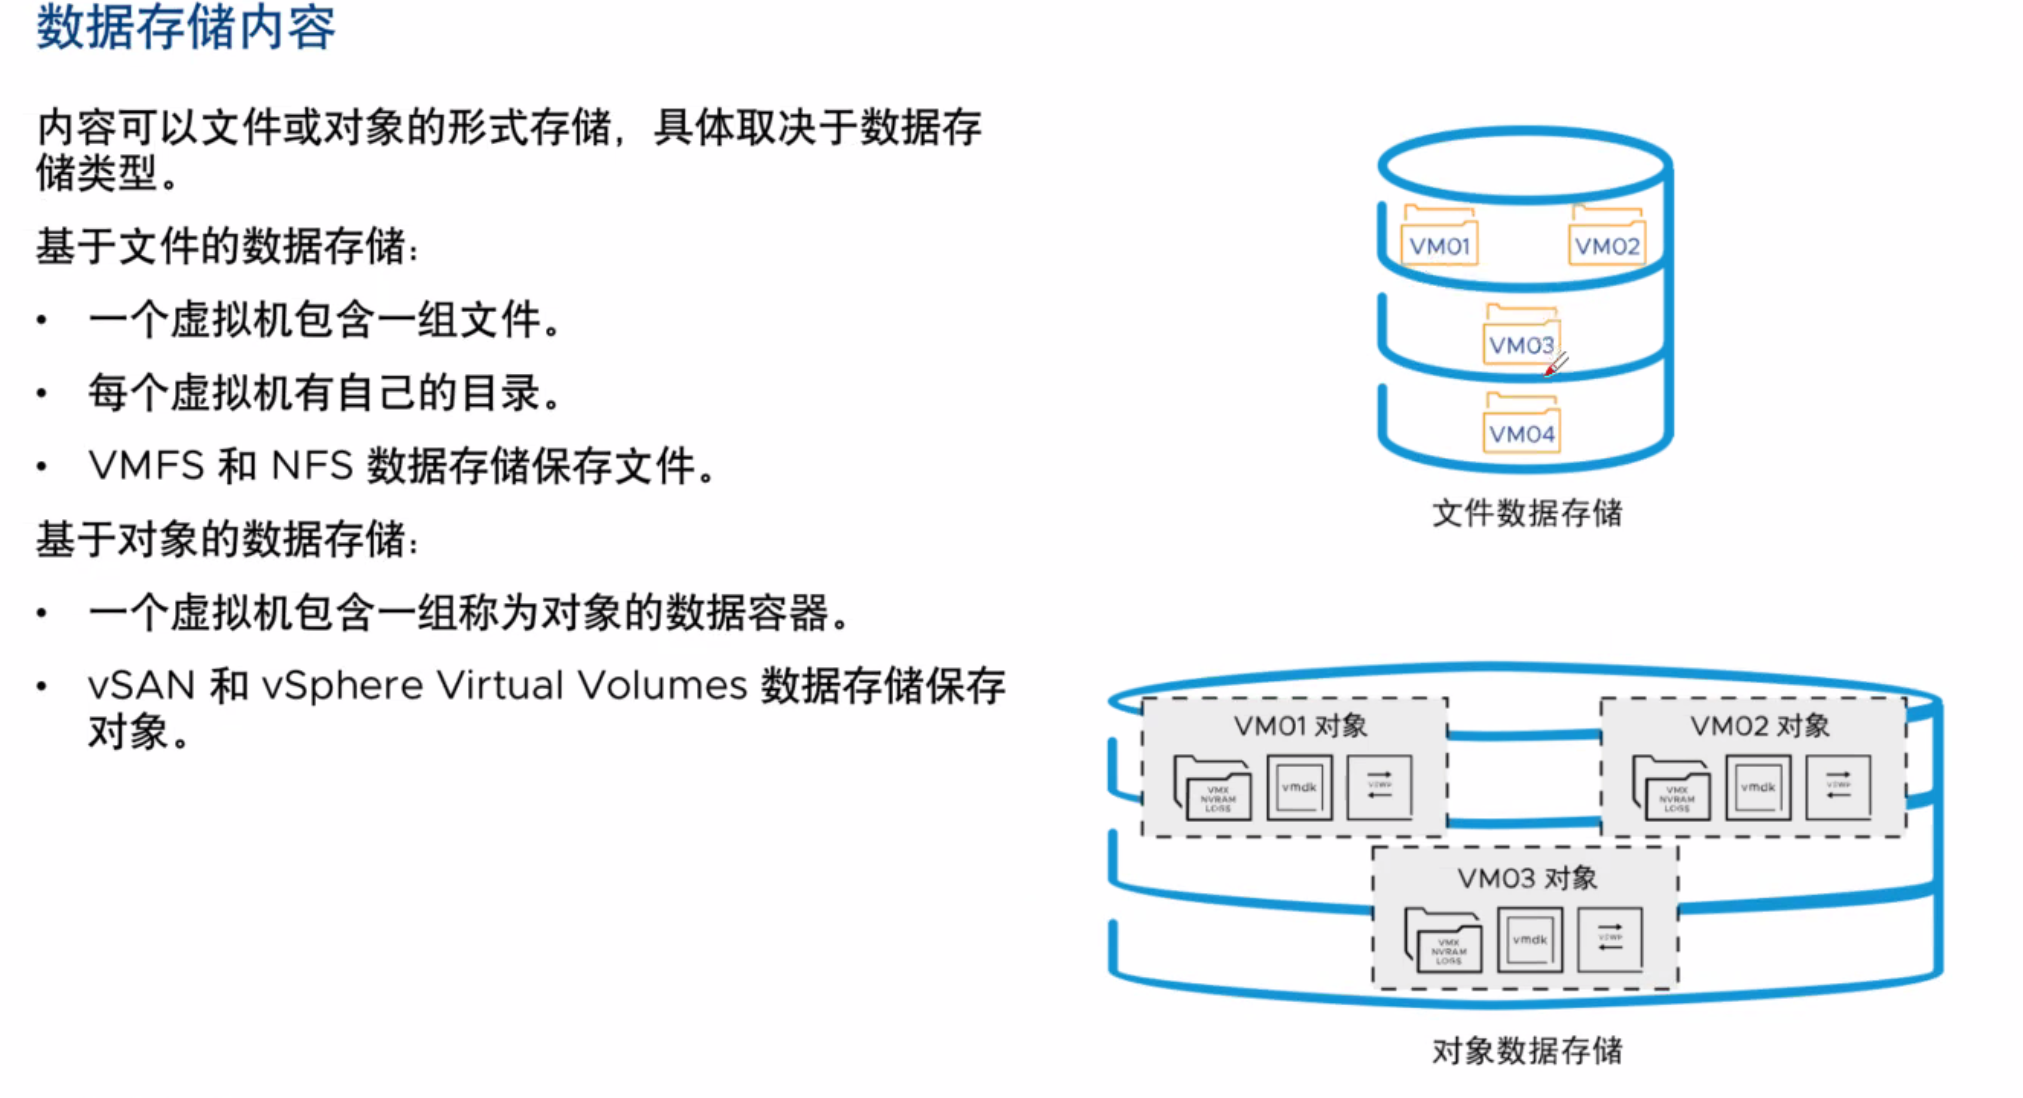 数据存储内容
内容可以文件或对象的形式存储，具体取决于数据存
储类型。
基于文件的数据存储：
• 一个虚拟机包含一组文件。
• 每个虚拟机有自己的目录。
• VMFS 和 NFS 数据存储保存文件。
基于对象的数据存储：
• 一个虚拟机包含一组称为对象的数据容器。
• vSAN 和 vSphere Virtual Volumes 数据存储保存
对象。
VM01
VM02
VM03
VM04
文件数据存储
VM01 对象
VMX
NVRAM
LOGS
vmdk
VM02 对象
VMX
NVRAM
LOGS
vmdk
VM03 对象
VMX
NVRAM
LOGS
vmdk
对象数据存储